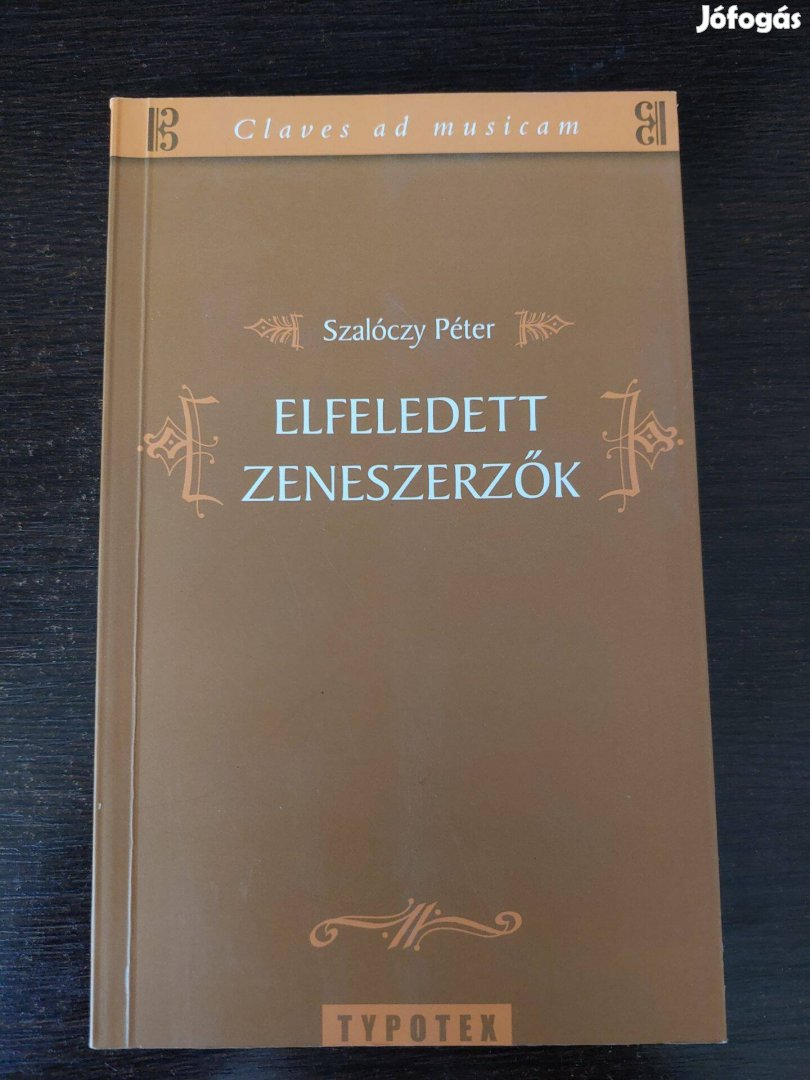 Jófogás
Claves ad musicam
Szalóczy Péter
ELFELEDETT
ZENESZERZŐK
TYPOTEX